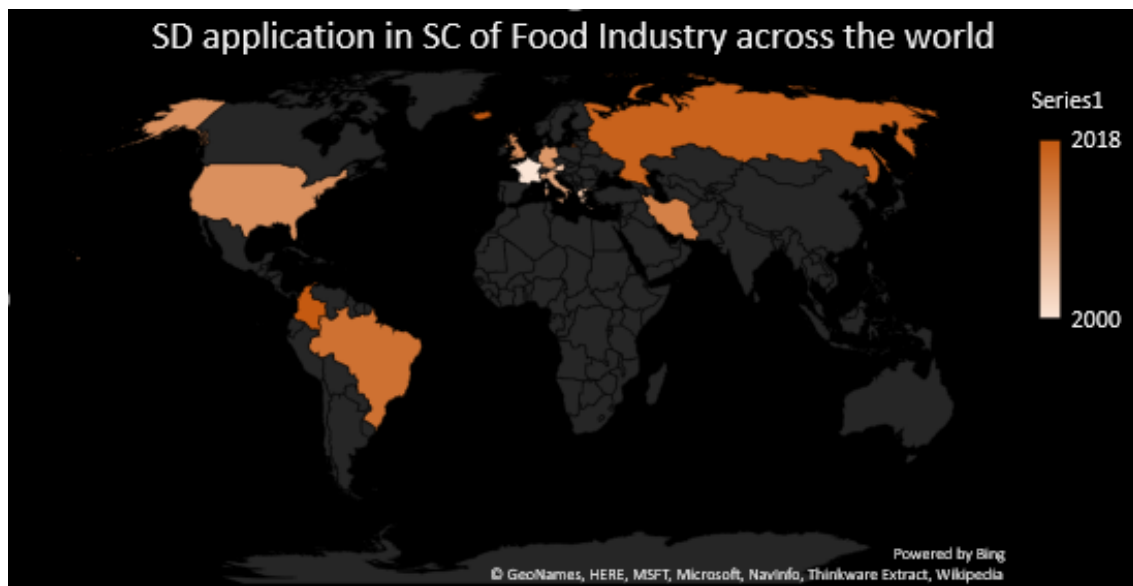 SD application in SC of Food Industry across the world
Series1
2018
2000
Powered by Bing
© GeoNames, HERE, MSFT, Microsoft, NavInfo, Thinkware Extract, Wikipedia